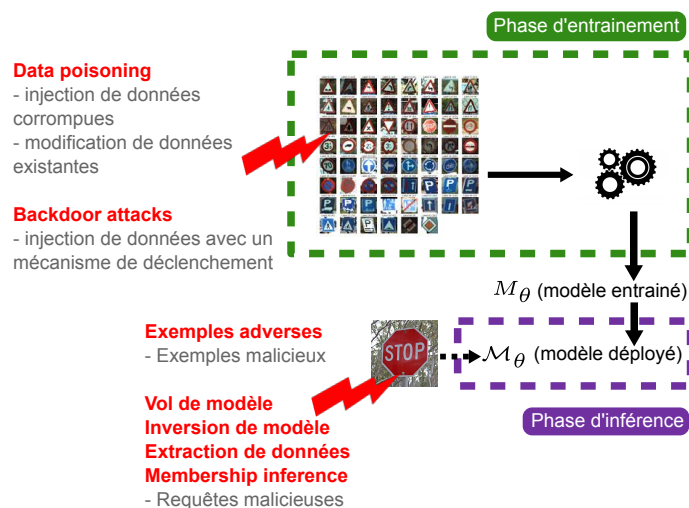 Phase d'entrainement
Data poisoning
- injection de données
corrompues
- modification de données
existantes
Backdoor attacks
- injection de données avec un
mécanisme de déclenchement
M_θ (modèle entrainé)
Exemples adverses
- Exemples malicieux
STOP
M_θ (modèle déployé)
Phase d'inférence
Vol de modèle
Inversion de modèle
Extraction de données
Membership inference
- Requêtes malicieuses